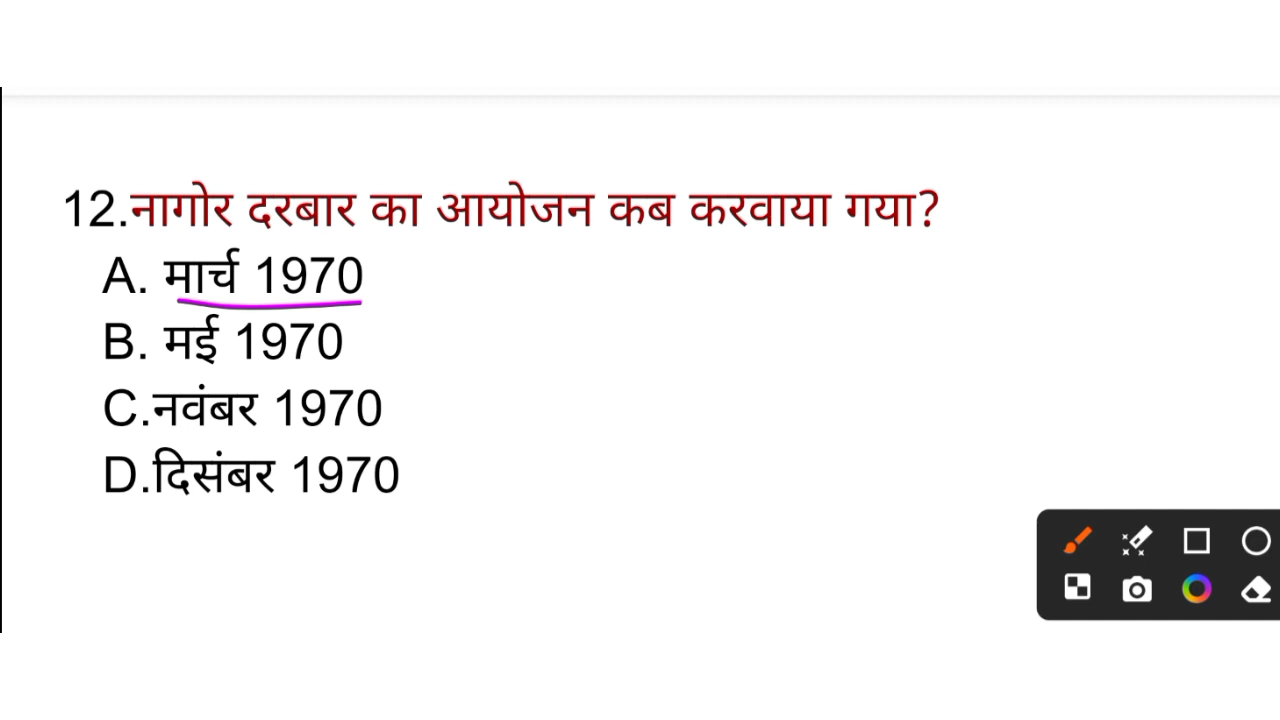 12.नागोर दरबार का आयोजन कब करवाया गया?
A. मार्च 1970
B. मई 1970
C.नवंबर 1970
D.दिसंबर 1970